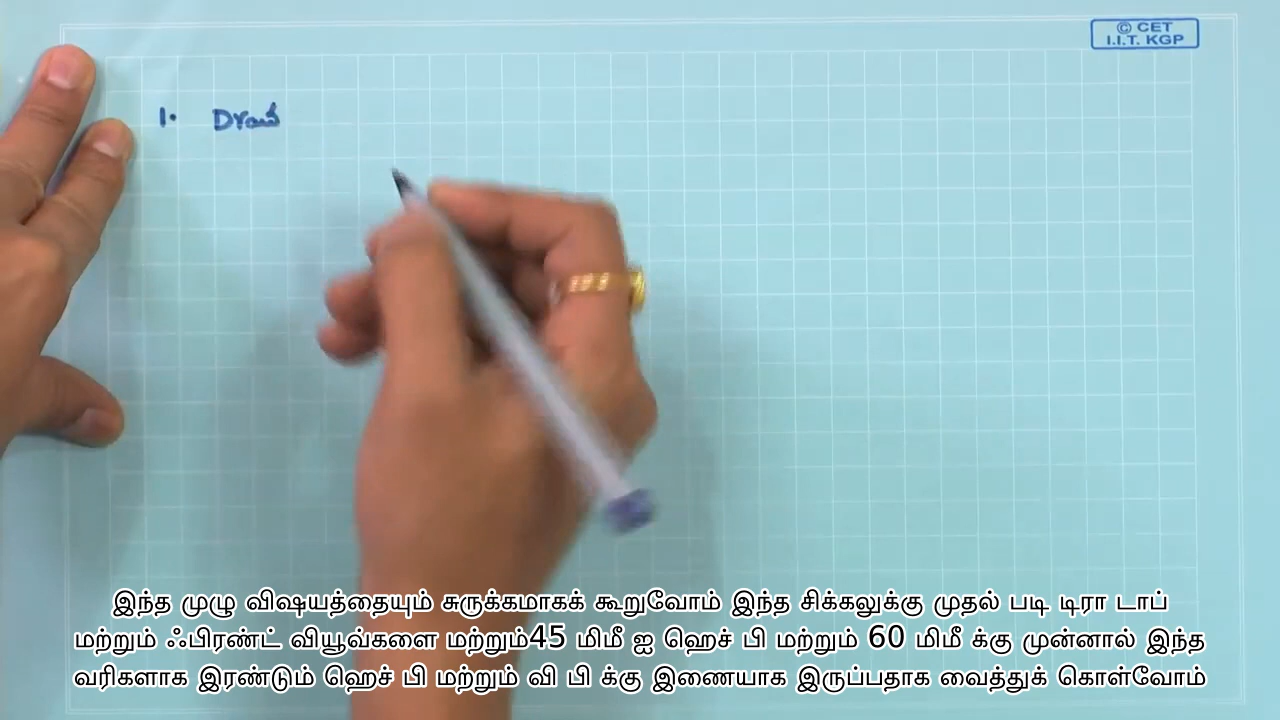 © CET
I.I.T. KGP
1. Draw
இந்த முழு விஷயத்தையும் சுருக்கமாகக் கூறுவோம் இந்த சிக்கலுக்கு முதல் படி டிரா டாப்
மற்றும் ஃபிரண்ட் வியூவ்களை மற்றும்45 மிமீ ஐ ஹெச் பி மற்றும் 60 மிமீ க்கு முன்னால் இந்த
வரிகளாக இரண்டும் ஹெச் பி மற்றும் வி பி க்கு இணையாக இருப்பதாக வைத்துக் கொள்வோம்